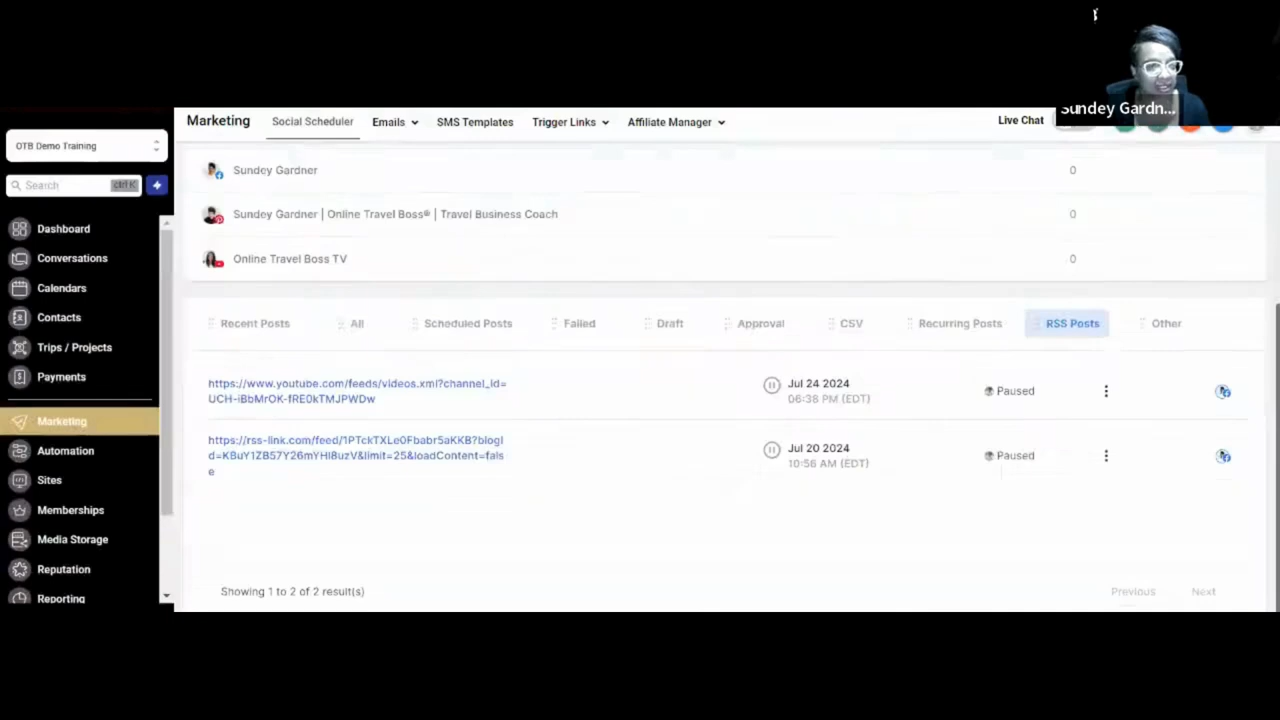 Sundey Gardn...
Marketing
Social Scheduler
Emails
SMS Templates
Trigger Links
Affiliate Manager
Live Chat
OTB Demo Training
Search
ctrl K
Dashboard
Conversations
Calendars
Contacts
Trips / Projects
Payments
Marketing
Automation
Sites
Memberships
Media Storage
Reputation
Reporting
Sundey Gardner 0
Sundey Gardner | Online Travel Boss® | Travel Business Coach 0
Online Travel Boss TV 0
Recent Posts
All
Scheduled Posts
Failed
Draft
Approval
CSV
Recurring Posts
RSS Posts
Other
https://www.youtube.com/feeds/videos.xml?channel_id=
UCH-iBbMrOK-fRE0kTMJPWDw
Jul 24 2024
06:38 PM (EDT)
Paused
https://rss-link.com/feed/1PTckTXLe0Fbabr5aKKB?blogI
d=KBuY1ZB57Y26mYHI8uzV&limit=25&loadContent=fals
e
Jul 20 2024
10:56 AM (EDT)
Paused
Showing 1 to 2 of 2 result(s)
Previous
Next